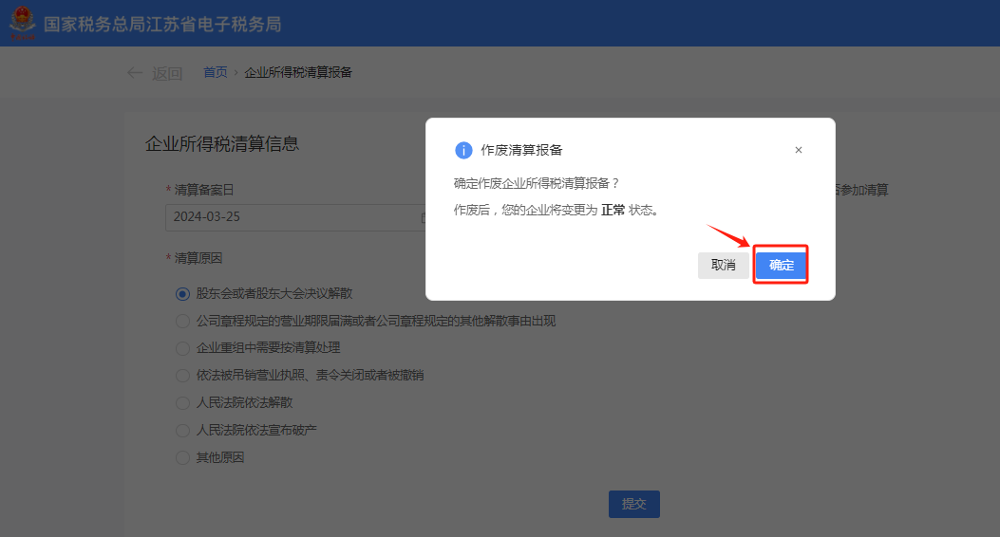 国家税务总局江苏省电子税务局
返回 首页 › 企业所得税清算报备
企业所得税清算信息
作废清算报备 ×
确定作废企业所得税清算报备？
作废后，您的企业将变更为 正常 状态。
取消 确定
* 清算备案日
参加清算
2024-03-25
* 清算原因
股东会或者股东大会决议解散
公司章程规定的营业期限届满或者公司章程规定的其他解散事由出现
企业重组中需要按清算处理
依法被吊销营业执照、责令关闭或者被撤销
人民法院依法解散
人民法院依法宣布破产
其他原因
提交